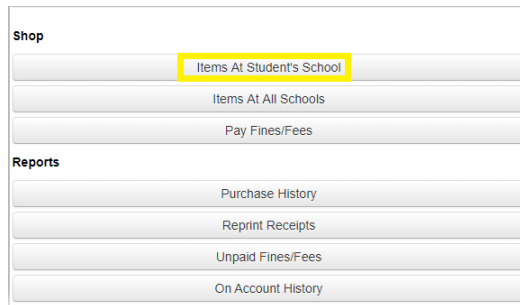 Shop
Items At Student's School
Items At All Schools
Pay Fines/Fees
Reports
Purchase History
Reprint Receipts
Unpaid Fines/Fees
On Account History